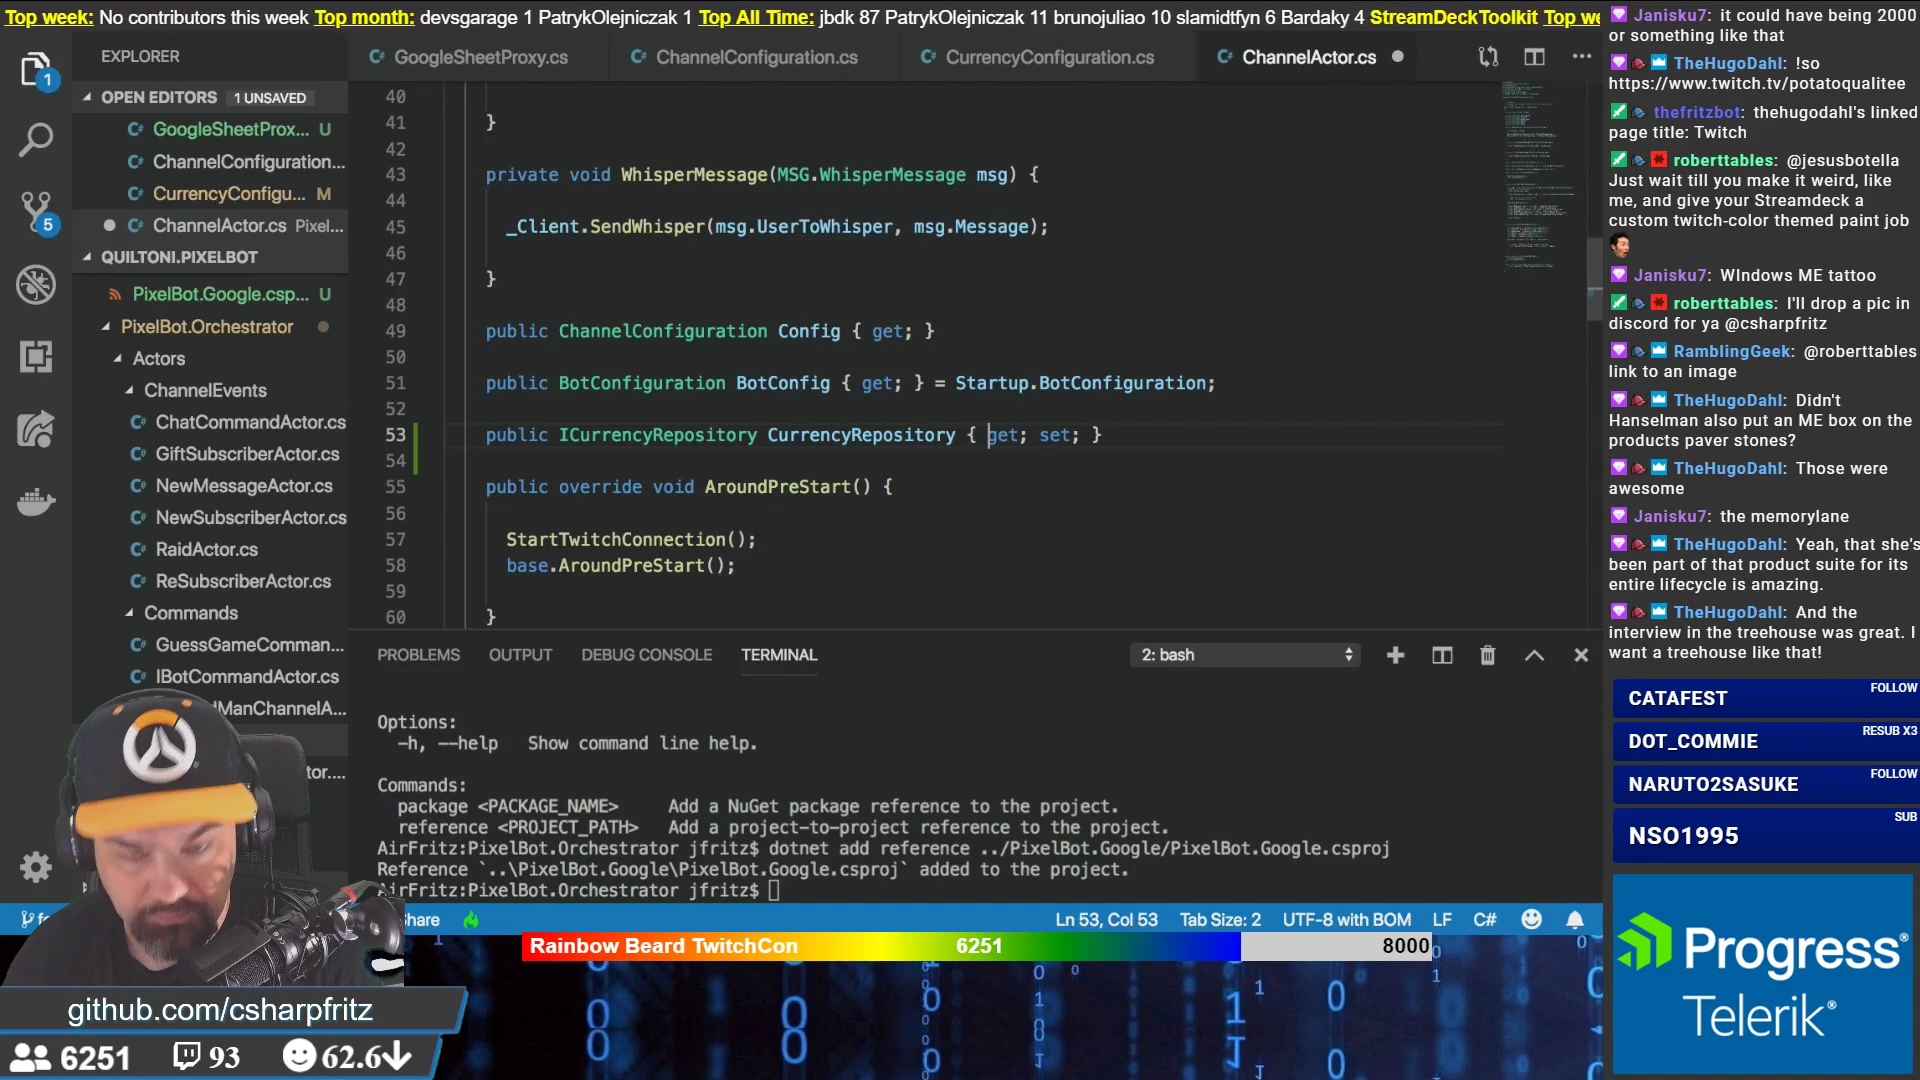 Top week: No contributors this week Top month: devsgarage 1 PatrykOlejniczak 1 Top All Time: jbdk 87 PatrykOlejniczak 11 brunojuliao 10 slamidtfyn 6 Bardaky 4 StreamDeckToolkit Top we
EXPLORER
OPEN EDITORS 1 UNSAVED
GoogleSheetProx... U
ChannelConfiguration...
CurrencyConfigu... M
ChannelActor.cs Pixel...
QUILTONI.PIXELBOT
PixelBot.Google.csp... U
PixelBot.Orchestrator
Actors
ChannelEvents
ChatCommandActor.cs
GiftSubscriberActor.cs
NewMessageActor.cs
NewSubscriberActor.cs
RaidActor.cs
ReSubscriberActor.cs
Commands
GuessGameComman...
IBotCommandActor.cs
dManChannelA...
tor.cs
1
5
GoogleSheetProxy.cs
ChannelConfiguration.cs
CurrencyConfiguration.cs
ChannelActor.cs
40
41 }
42
43 private void WhisperMessage(MSG.WhisperMessage msg) {
44
45 _Client.SendWhisper(msg.UserToWhisper, msg.Message);
46
47 }
48
49 public ChannelConfiguration Config { get; }
50
51 public BotConfiguration BotConfig { get; } = Startup.BotConfiguration;
52
53 public ICurrencyRepository CurrencyRepository { get; set; }
54
55 public override void AroundPreStart() {
56
57 StartTwitchConnection();
58 base.AroundPreStart();
59
60 }
PROBLEMS OUTPUT DEBUG CONSOLE TERMINAL 2: bash
Options:
-h, --help Show command line help.
Commands:
package <PACKAGE_NAME> Add a NuGet package reference to the project.
reference <PROJECT_PATH> Add a project-to-project reference to the project.
AirFritz:PixelBot.Orchestrator jfritz$ dotnet add reference ../PixelBot.Google/PixelBot.Google.csproj
Reference `..\PixelBot.Google\PixelBot.Google.csproj` added to the project.
AirFritz:PixelBot.Orchestrator jfritz$
hare Ln 53, Col 53 Tab Size: 2 UTF-8 with BOM LF C#
Rainbow Beard TwitchCon 6251 8000
github.com/csharpfritz
6251 93 62.6
Janisku7: it could have being 2000
or something like that
TheHugoDahl: !so
https://www.twitch.tv/potatoqualitee
thefritzbot: thehugodahl's linked
page title: Twitch
roberttables: @jesusbotella
Just wait till you make it weird, like
me, and give your Streamdeck a
custom twitch-color themed paint job
Janisku7: WIndows ME tattoo
roberttables: I'll drop a pic in
discord for ya @csharpfritz
RamblingGeek: @roberttables
link to an image
TheHugoDahl: Didn't
Hanselman also put an ME box on the
products paver stones?
TheHugoDahl: Those were
awesome
Janisku7: the memorylane
TheHugoDahl: Yeah, that she's
been part of that product suite for its
entire lifecycle is amazing.
TheHugoDahl: And the
interview in the treehouse was great. I
want a treehouse like that!
CATAFEST FOLLOW
DOT_COMMIE RESUB X3
NARUTO2SASUKE FOLLOW
NSO1995 SUB
Progress®
Telerik®